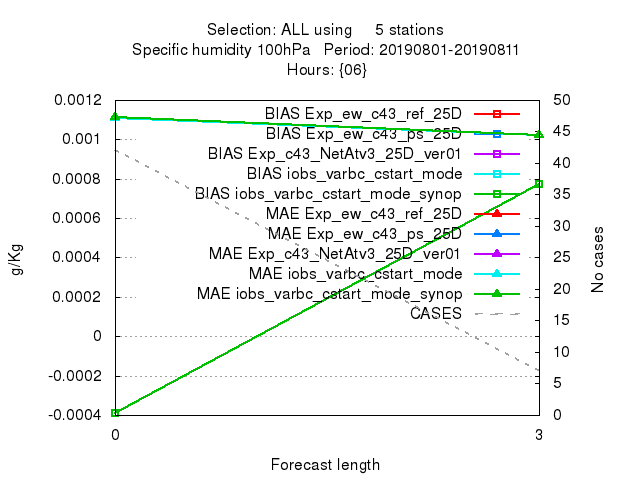 Selection: ALL using 5 stations
Specific humidity 100hPa Period: 20190801-20190811
Hours: {06}
0.0012
0.001
0.0008
0.0006
0.0004
0.0002
0
-0.0002
-0.0004
g/Kg
BIAS Exp_ew_c43_ref_25D
BIAS Exp_ew_c43_ps_25D
BIAS Exp_c43_NetAtv3_25D_ver01
BIAS iobs_varbc_cstart_mode
BIAS iobs_varbc_cstart_mode_synop
MAE Exp_ew_c43_ref_25D
MAE Exp_ew_c43_ps_25D
MAE Exp_c43_NetAtv3_25D_ver01
MAE iobs_varbc_cstart_mode
MAE iobs_varbc_cstart_mode_synop
CASES
50
45
40
35
30
25
20
15
10
5
0
No cases
0 3
Forecast length